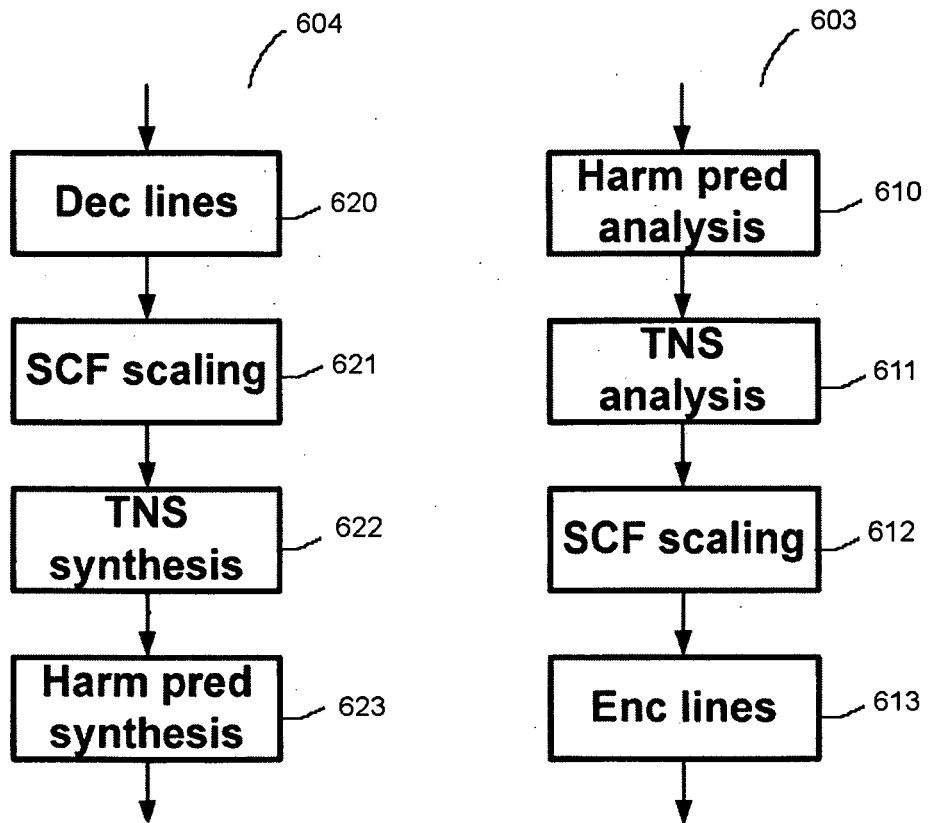 604
Dec lines
620
SCF scaling
621
TNS
synthesis
622
Harm pred
synthesis
623
603
Harm pred
analysis
610
TNS
analysis
611
SCF scaling
612
Enc lines
613